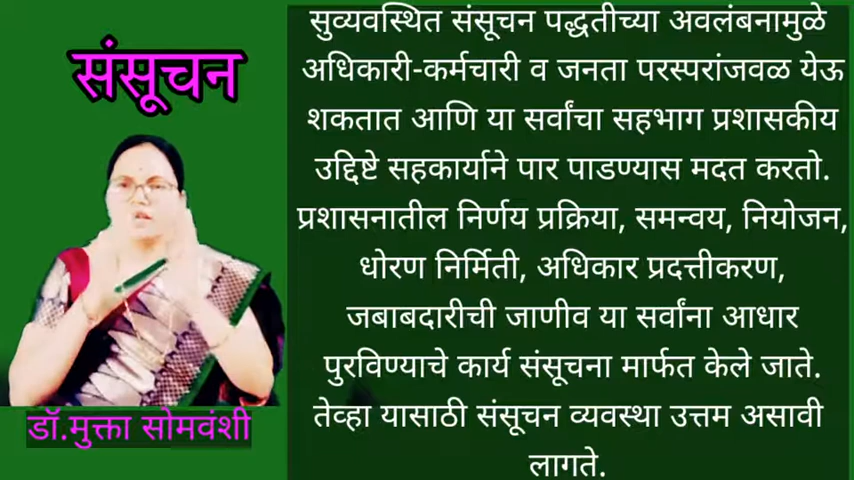 संसूचन
सुव्यवस्थित संसूचन पद्धतीच्या अवलंबनामुळे
अधिकारी-कर्मचारी व जनता परस्परांजवळ येऊ
शकतात आणि या सर्वांचा सहभाग प्रशासकीय
उद्दिष्टे सहकार्याने पार पाडण्यास मदत करतो.
प्रशासनातील निर्णय प्रक्रिया, समन्वय, नियोजन,
धोरण निर्मिती, अधिकार प्रदत्तीकरण,
जबाबदारीची जाणीव या सर्वांना आधार
पुरविण्याचे कार्य संसूचना मार्फत केले जाते.
तेव्हा यासाठी संसूचन व्यवस्था उत्तम असावी
लागते.
डॉ.मुक्ता सोमवंशी